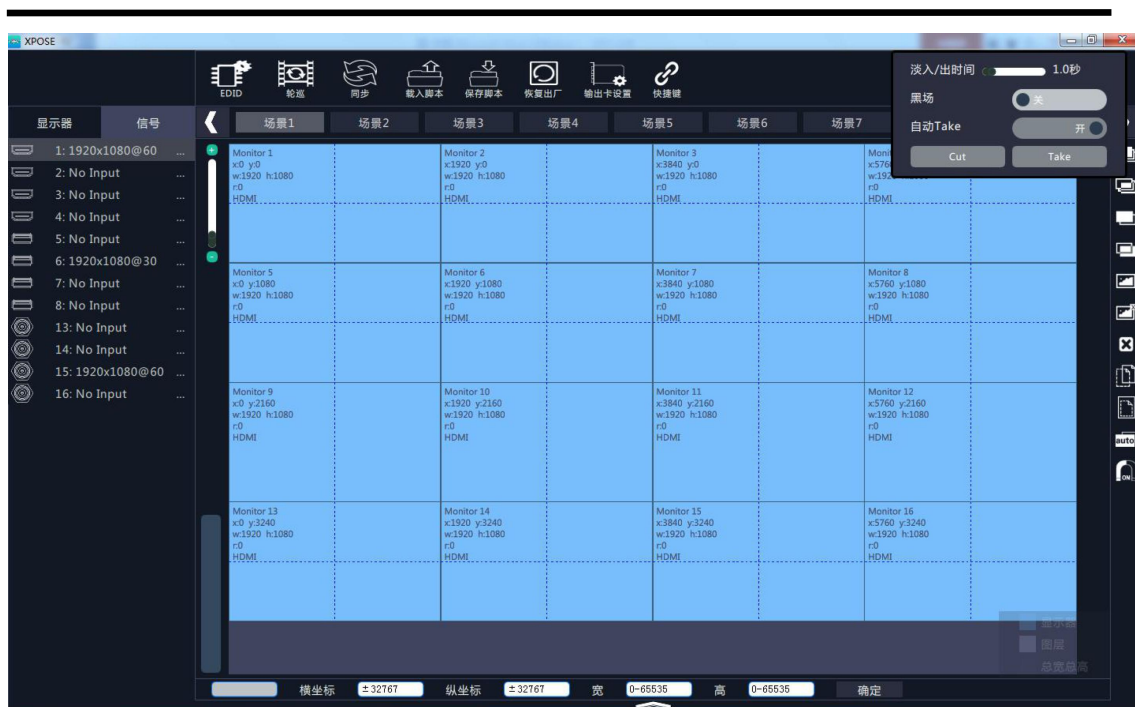 XPOSE
淡入/出时间 1.0秒
黑场 关
自动Take 开
Cut Take
EDID 轮巡 同步 载入脚本 保存脚本 恢复出厂 输出卡设置 快捷键
显示器 信号
场景1 场景2 场景3 场景4 场景5 场景6 场景7
1: 1920x1080@60 ...
2: No Input ...
3: No Input ...
4: No Input ...
5: No Input ...
6: 1920x1080@30 ...
7: No Input ...
8: No Input ...
13: No Input ...
14: No Input ...
15: 1920x1080@60 ...
16: No Input ...
Monitor 1
x:0 y:0
w:1920 h:1080
r:0
HDMI
Monitor 2
x:1920 y:0
w:1920 h:1080
r:0
HDMI
Monitor 3
x:3840 y:0
w:1920 h:1080
r:0
HDMI
r:0
HDMI
Monitor 5
x:0 y:1080
w:1920 h:1080
r:0
HDMI
Monitor 6
x:1920 y:1080
w:1920 h:1080
r:0
HDMI
Monitor 7
x:3840 y:1080
w:1920 h:1080
r:0
HDMI
Monitor 8
x:5760 y:1080
w:1920 h:1080
r:0
HDMI
Monitor 9
x:0 y:2160
w:1920 h:1080
r:0
HDMI
Monitor 10
x:1920 y:2160
w:1920 h:1080
r:0
HDMI
Monitor 11
x:3840 y:2160
w:1920 h:1080
r:0
HDMI
Monitor 12
x:5760 y:2160
w:1920 h:1080
r:0
HDMI
Monitor 13
x:0 y:3240
w:1920 h:1080
r:0
HDMI
Monitor 14
x:1920 y:3240
w:1920 h:1080
r:0
HDMI
Monitor 15
x:3840 y:3240
w:1920 h:1080
r:0
HDMI
Monitor 16
x:5760 y:3240
w:1920 h:1080
r:0
HDMI
auto
ON
显示器
图层
总宽总高
横坐标 ±32767 纵坐标 ±32767 宽 0-65535 高 0-65535 确定